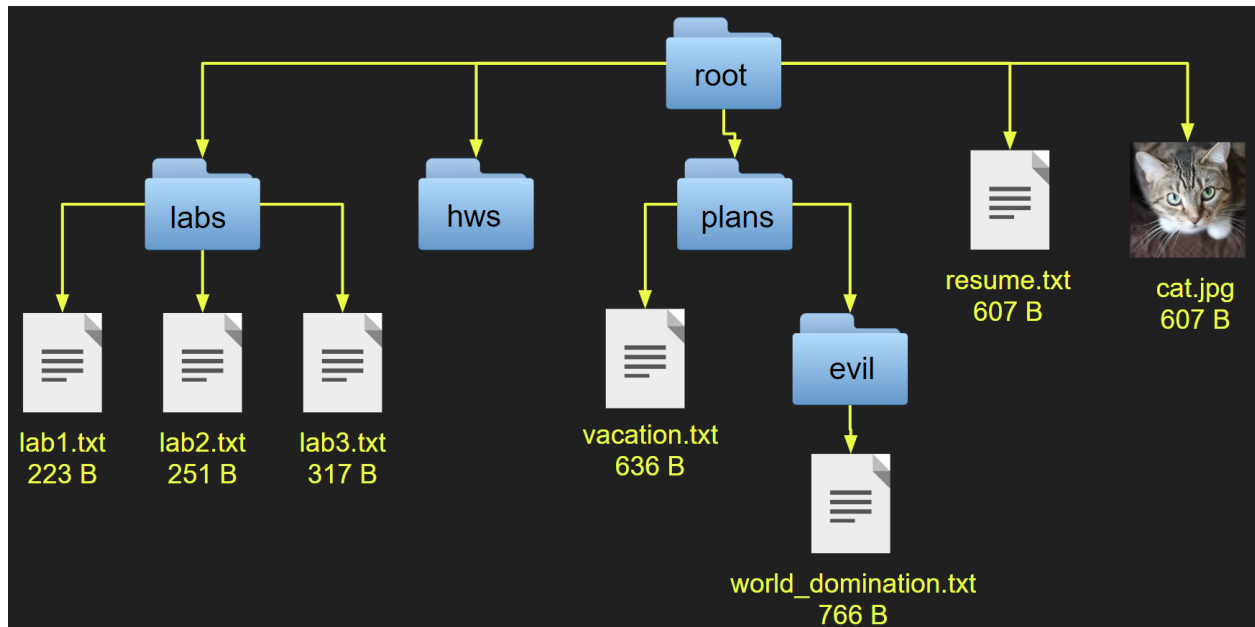 root
labs
hws
plans
resume.txt
607 B
cat.jpg
607 B
lab1.txt
223 B
lab2.txt
251 B
lab3.txt
317 B
vacation.txt
636 B
evil
world_domination.txt
766 B